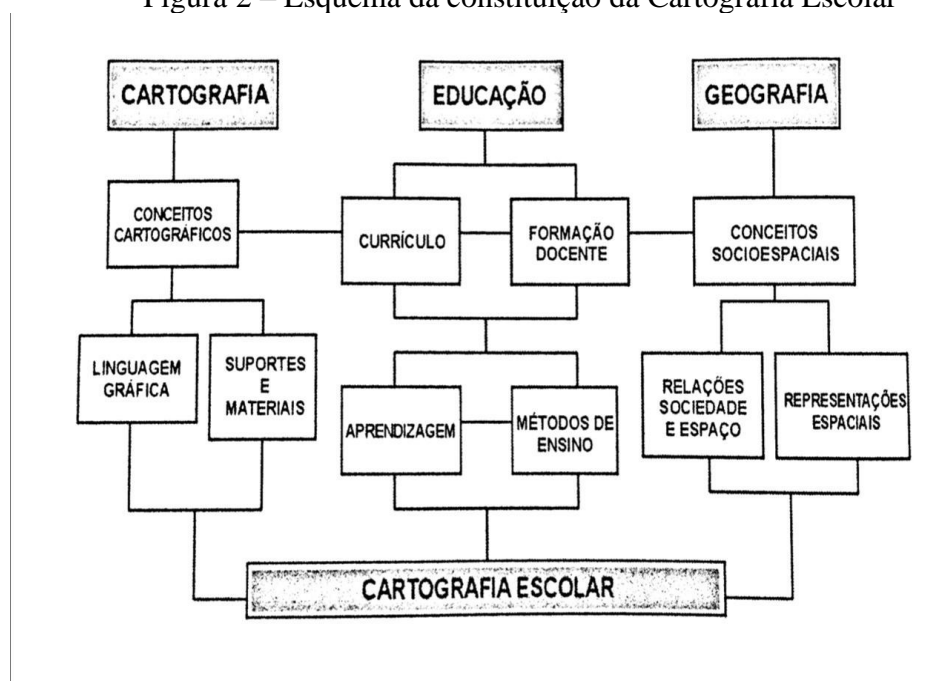 Figura 2 – Esquema da constituição da Cartografia Escolar
CARTOGRAFIA
EDUCAÇÃO
GEOGRAFIA
CONCEITOS
CARTOGRÁFICOS
CURRÍCULO
FORMAÇÃO
DOCENTE
CONCEITOS
SOCIOESPACIAIS
LINGUAGEM
GRÁFICA
SUPORTES
E
MATERIAIS
APRENDIZAGEM
MÉTODOS DE
ENSINO
RELAÇÕES
SOCIEDADE
E ESPAÇO
REPRESENTAÇÕES
ESPACIAIS
CARTOGRAFIA ESCOLAR